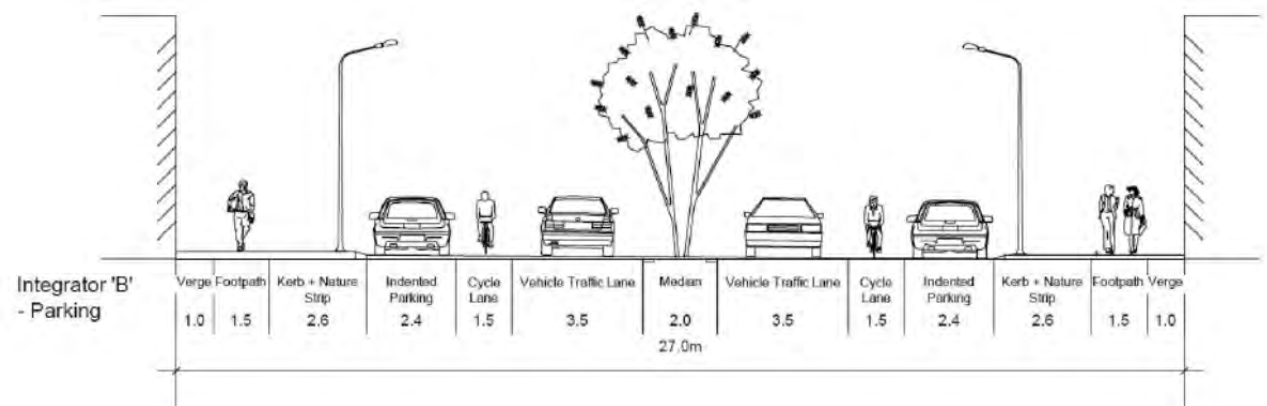 Integrator 'B'
- Parking
Verge Footpath Kerb + Nature Strip Indented Parking Cycle Lane Vehicle Traffic Lane Median Vehicle Traffic Lane Cycle Lane Indented Parking Kerb + Nature Strip Footpath Verge
1.0 1.5 2.6 2.4 1.5 3.5 2.0 3.5 1.5 2.4 2.6 1.5 1.0
27.0m